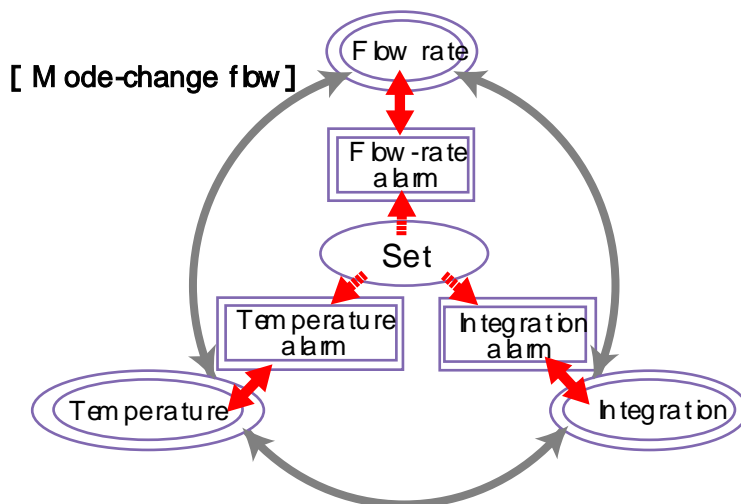 Flow rate
[ Mode-change flow]
Flow-rate
alarm
Set
Temperature
alarm
Integration
alarm
Temperature
Integration